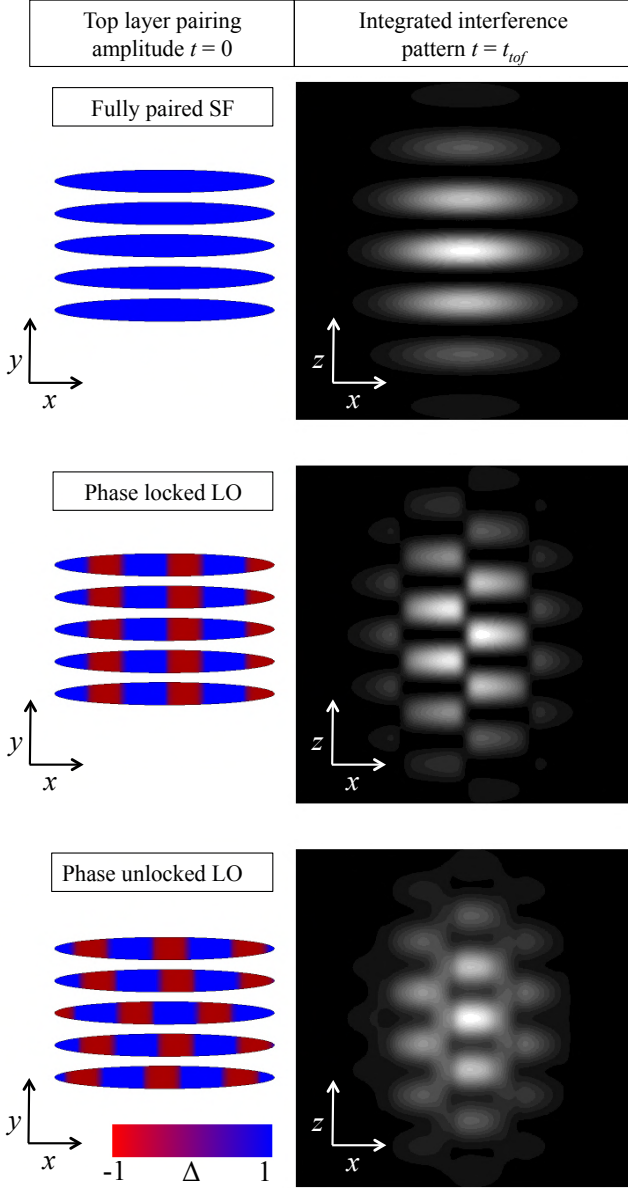 Top layer pairing
amplitude t = 0
Integrated interference
pattern t = t_tof
Fully paired SF
y
x
z
x
Phase locked LO
y
x
z
x
Phase unlocked LO
y
x
-1 Δ 1
z
x